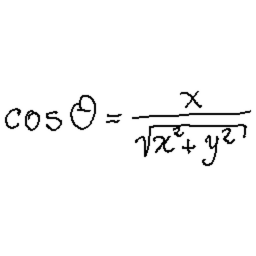 cos θ = x / √(x² + y²)